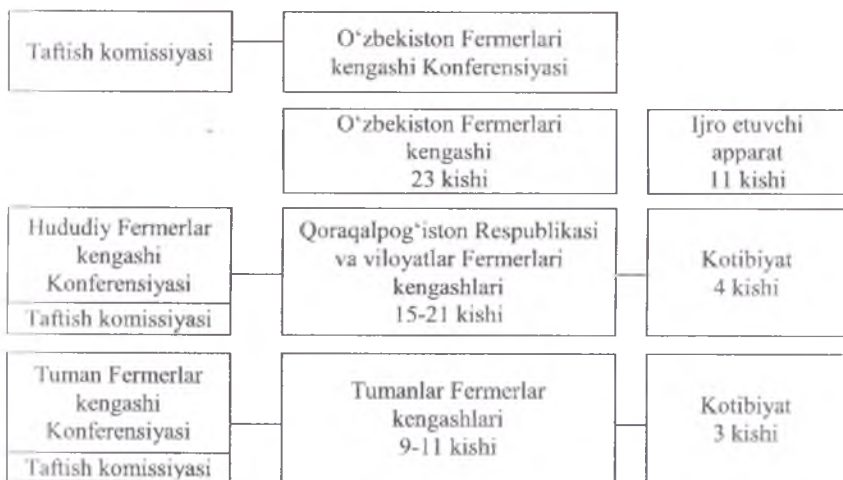 Taftish komissiyasi
O‘zbekiston Fermerlari
kengashi Konferensiyasi
O‘zbekiston Fermerlari
kengashi
23 kishi
Ijro etuvchi
apparat
11 kishi
Hududiy Fermerlar
kengashi
Konferensiyasi
Taftish komissiyasi
Qoraqalpog‘iston Respublikasi
va viloyatlar Fermerlari
kengashlari
15-21 kishi
Kotibiyat
4 kishi
Tuman Fermerlar
kengashi
Konferensiyasi
Taftish komissiyasi
Tumanlar Fermerlar
kengashlari
9-11 kishi
Kotibiyat
3 kishi